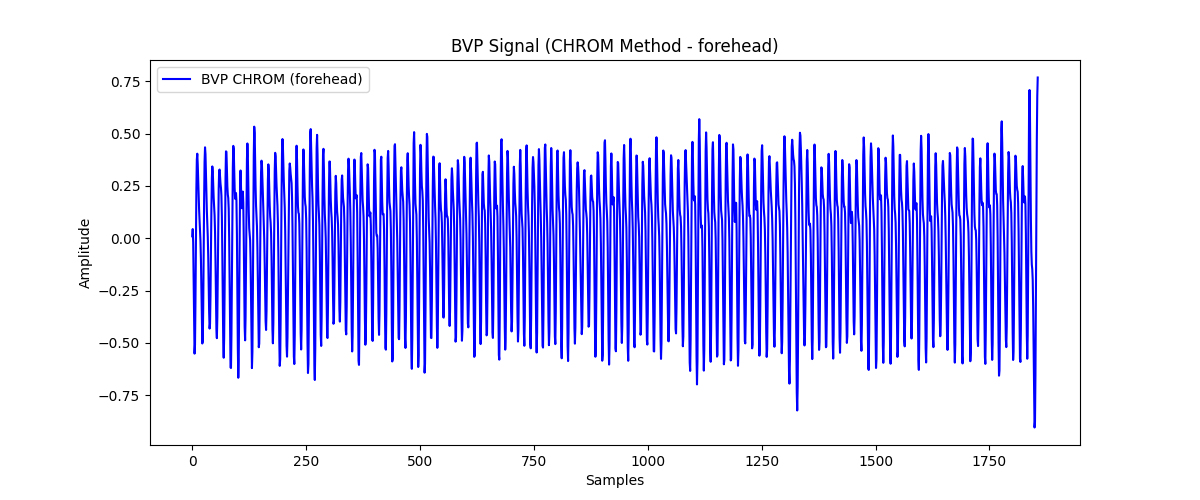 BVP Signal (CHROM Method - forehead)
BVP CHROM (forehead)
0.75
0.50
0.25
0.00
−0.25
−0.50
−0.75
Amplitude
0 250 500 750 1000 1250 1500 1750
Samples